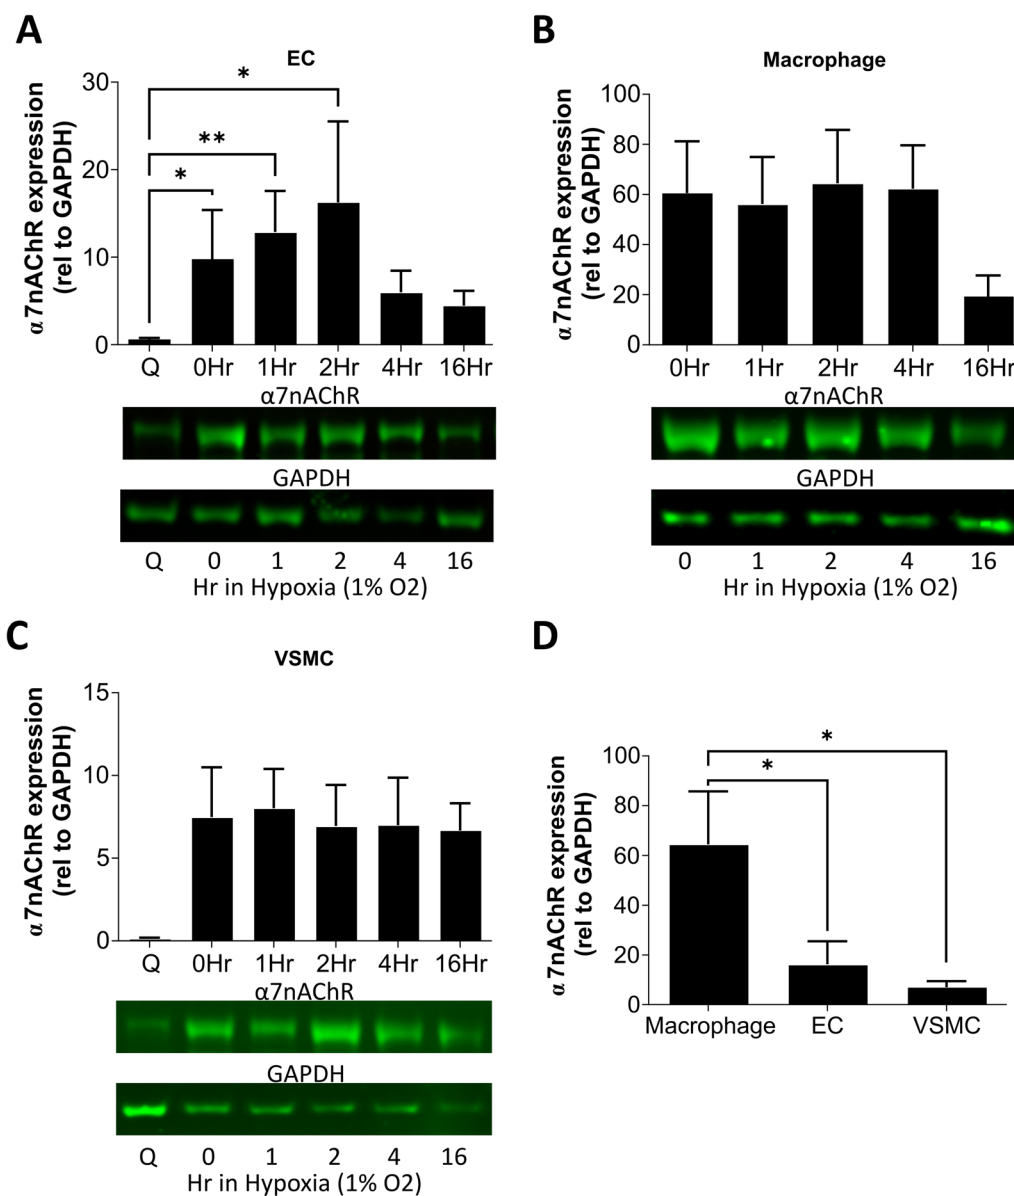 A
EC
α7nAChR expression
(rel to GAPDH)
30
20
10
0
*
**
*
Q 0Hr 1Hr 2Hr 4Hr 16Hr
α7nAChR
GAPDH
Q 0 1 2 4 16
Hr in Hypoxia (1% O2)
B
Macrophage
α7nAChR expression
(rel to GAPDH)
100
80
60
40
20
0
0Hr 1Hr 2Hr 4Hr 16Hr
α7nAChR
GAPDH
0 1 2 4 16
Hr in Hypoxia (1% O2)
C
VSMC
α7nAChR expression
(rel to GAPDH)
15
10
5
0
Q 0Hr 1Hr 2Hr 4Hr 16Hr
α7nAChR
GAPDH
Q 0 1 2 4 16
Hr in Hypoxia (1% O2)
D
α7nAChR expression
(rel to GAPDH)
100
80
60
40
20
0
*
*
Macrophage EC VSMC